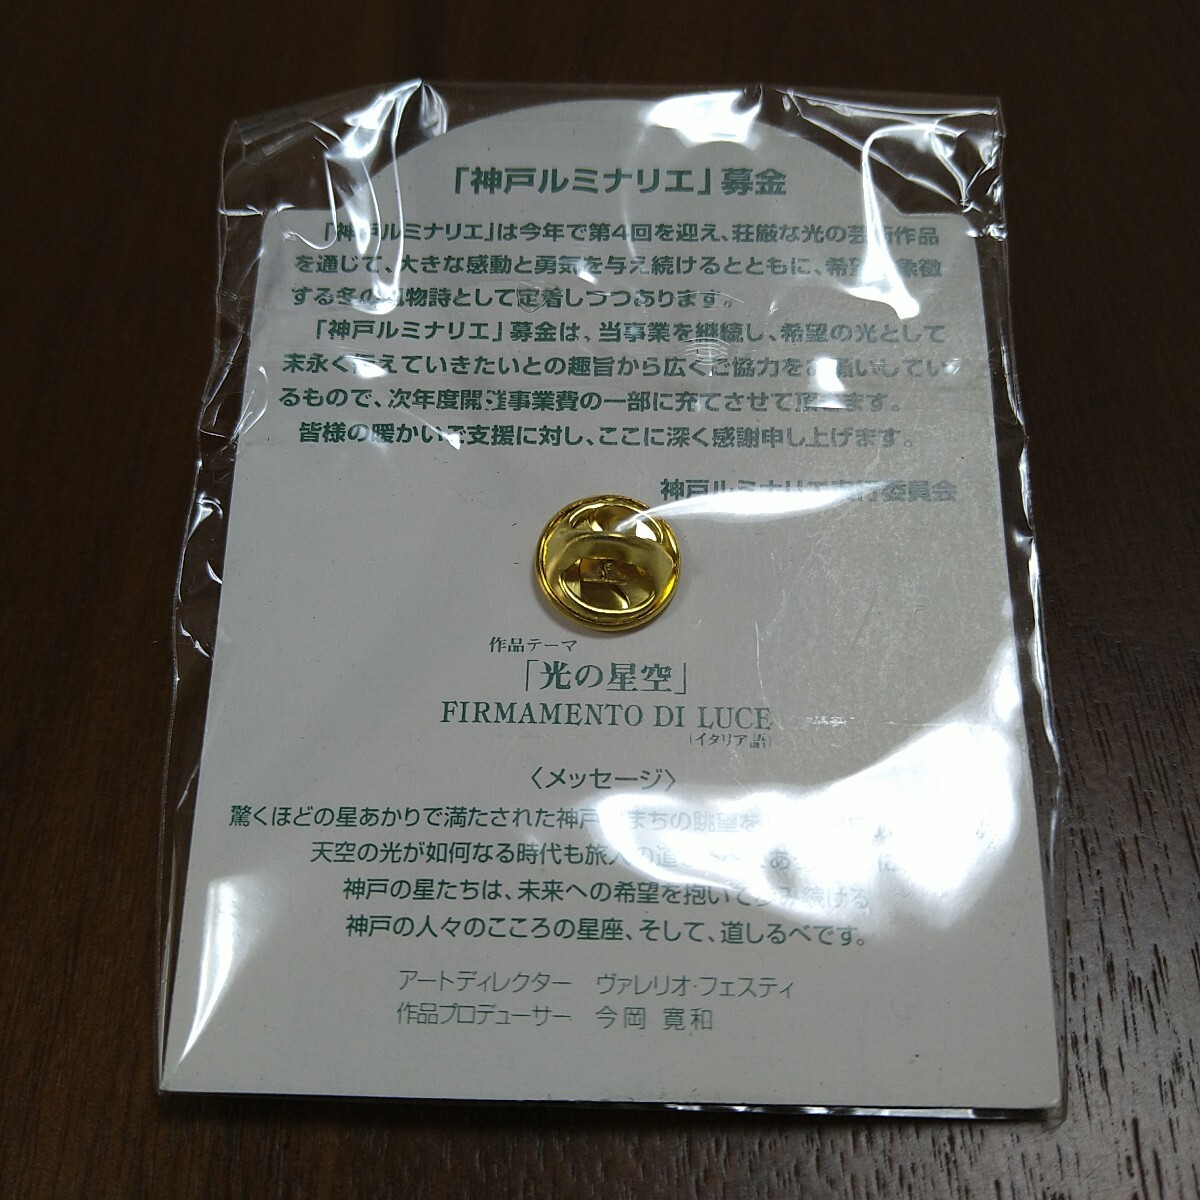 「神戸ルミナリエ」募金
「神戸ルミナリエ」は今年で第4回を迎え、荘厳な光の芸術作品
を通じて、大きな感動と勇気を与え続けるとともに、希望 象徴
する冬の 物詩として定着しつつあります。
「神戸ルミナリエ」募金は、当事業を継続し、希望の光として
末永く伝えていきたいとの趣旨から広くご協力をお願いしてい
るもので、次年度開催事業費の一部に充てさせて頂きます。
皆様の暖かいご支援に対し、ここに深く感謝申し上げます。
神戸ルミナリエ実行委員会
作品テーマ
「光の星空」
FIRMAMENTO DI LUCE
(イタリア語)
〈メッセージ〉
驚くほどの星あかりで満たされた神戸 まちの眺望を
天空の光が如何なる時代も旅人の道 あ に
神戸の星たちは、未来への希望を抱いて歩み続ける
神戸の人々のこころの星座、そして、道しるべです。
アートディレクター ヴァレリオ・フェスティ
作品プロデューサー 今岡 寛和